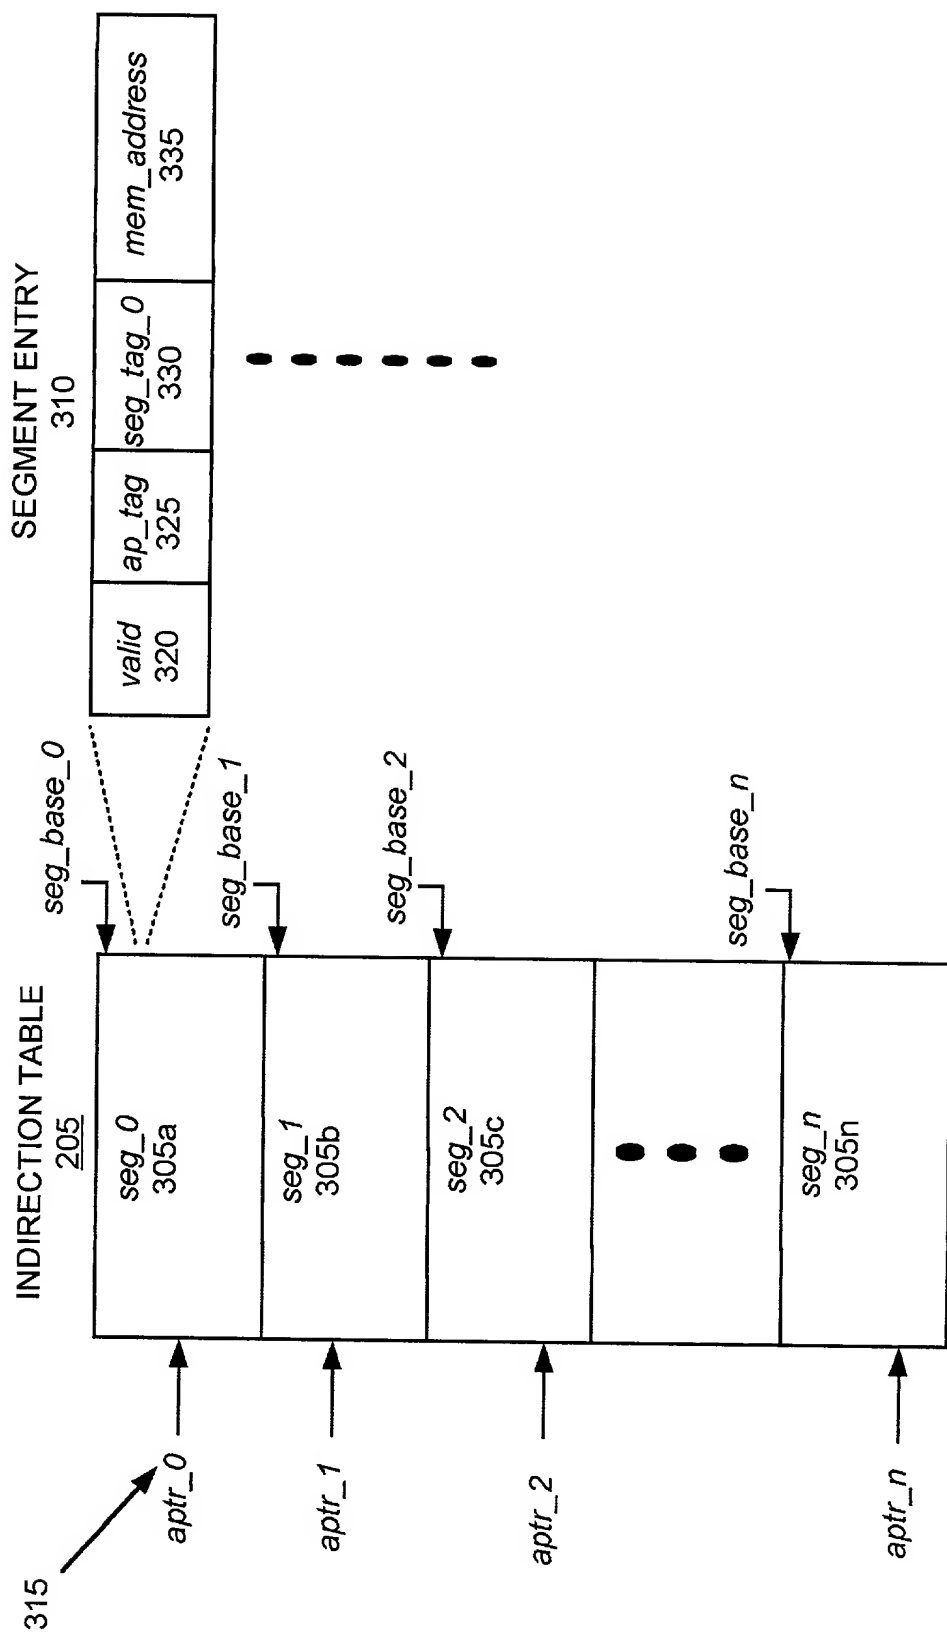 INDIRECTION TABLE
205
SEGMENT ENTRY
310
315
aptr_0
aptr_1
aptr_2
aptr_n
seg_0
305a
seg_1
305b
seg_2
305c
seg_n
305n
seg_base_0
seg_base_1
seg_base_2
seg_base_n
valid
320
ap_tag
325
seg_tag_0
330
mem_address
335